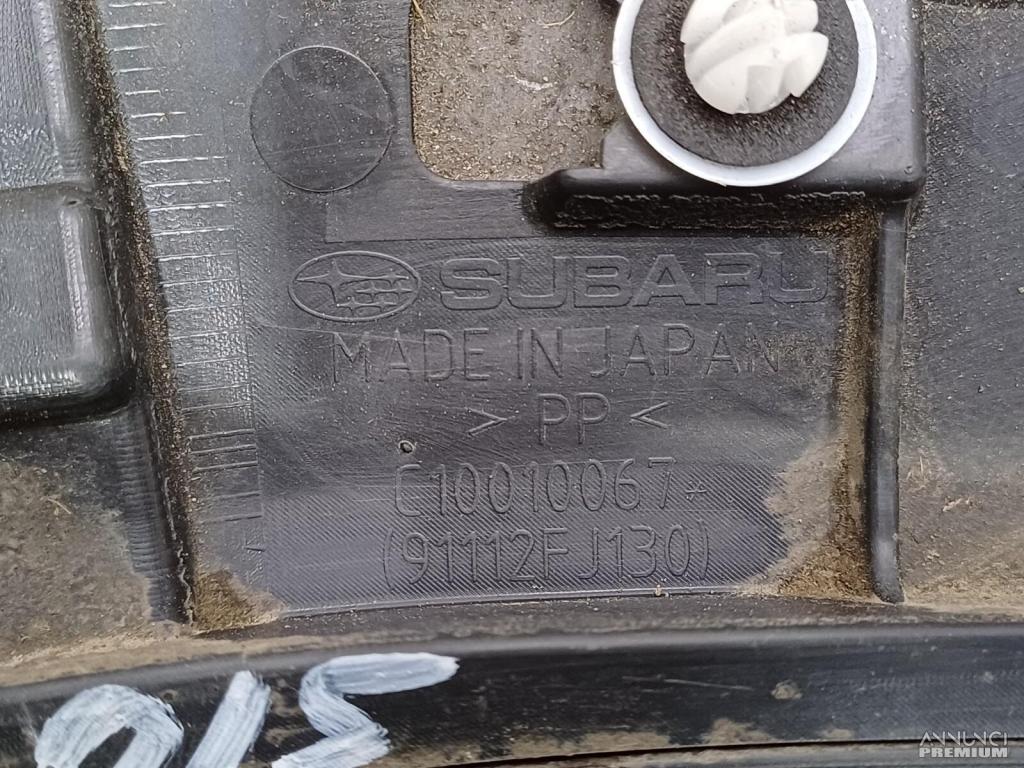 SUBARU
MADE IN JAPAN
> PP <
C10010067*
(91112FJ130)
ANNUNCI
PREMIUM